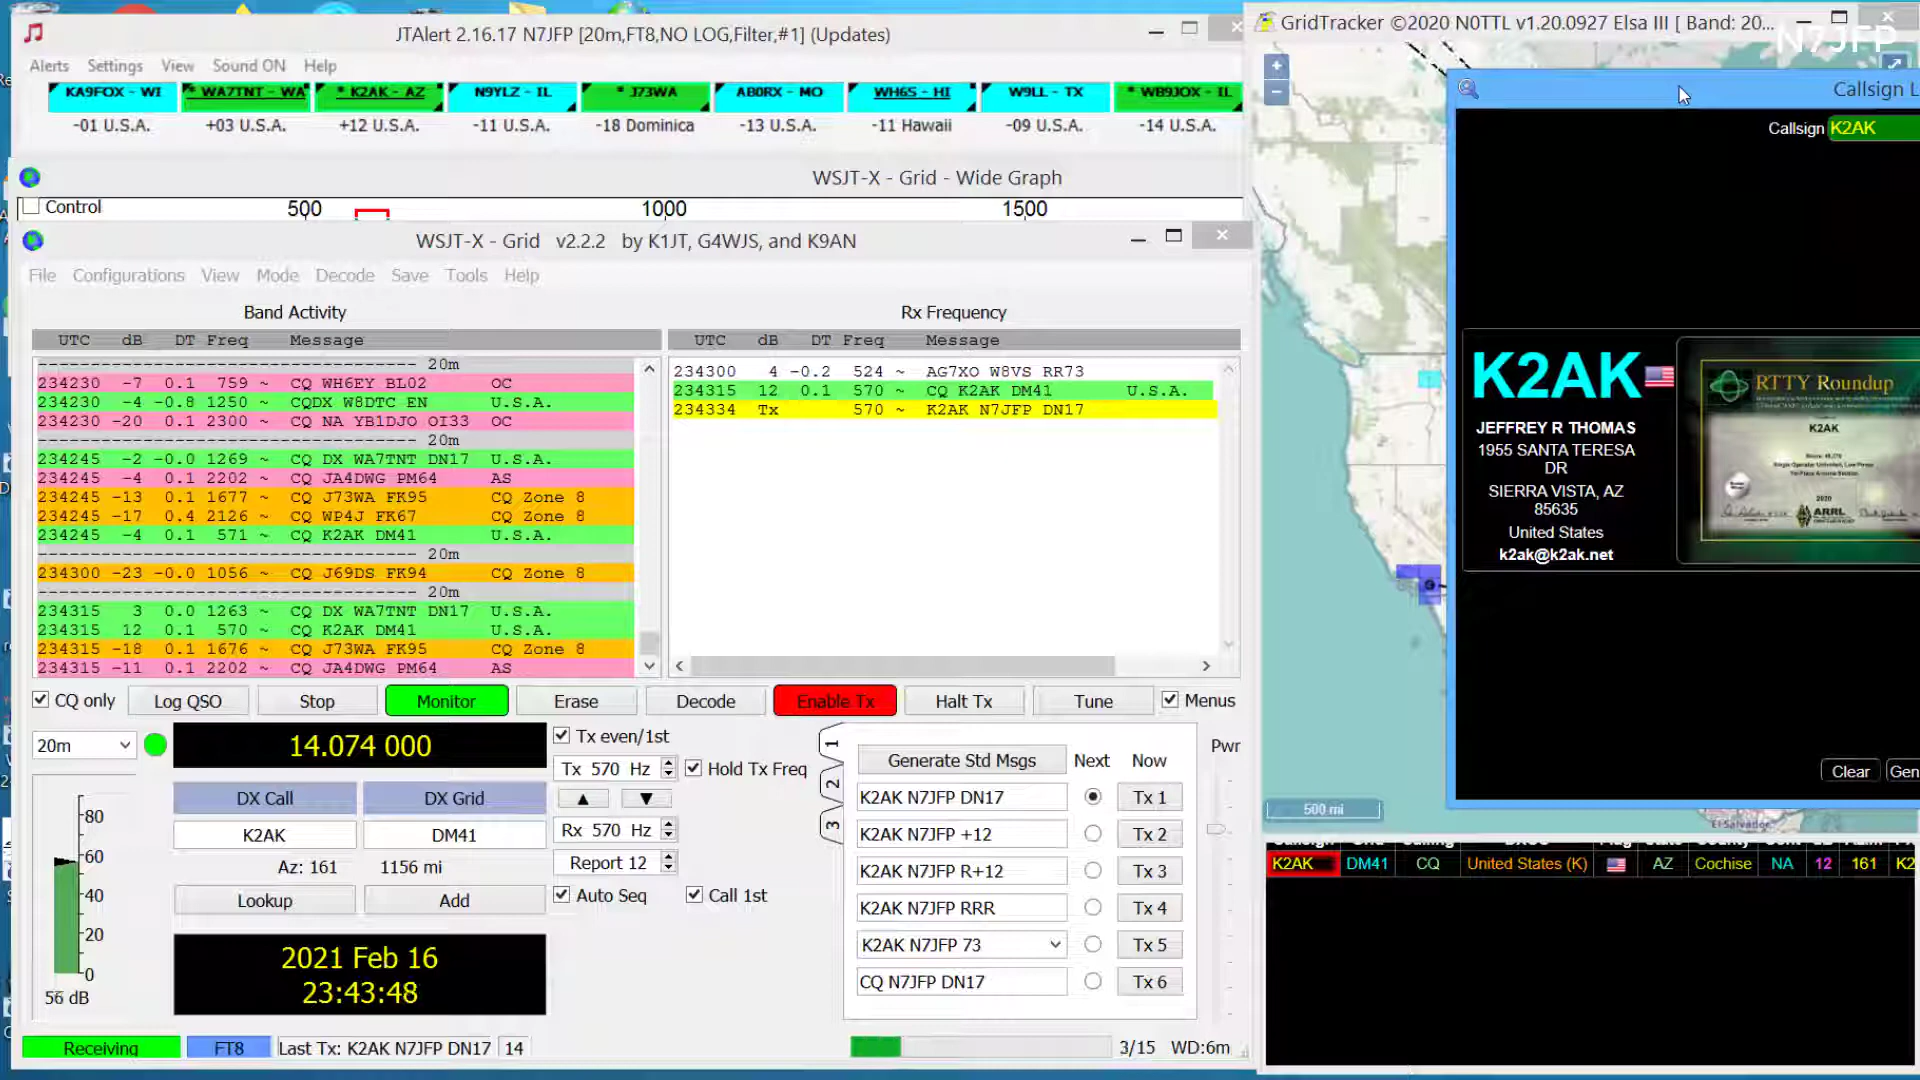 JTAlert 2.16.17 N7JFP [20m,FT8,NO LOG,Filter,#1] (Updates)
Alerts Settings View Sound ON Help
KA9FOX - WI * WA7TNT - WA * K2AK - AZ N9YLZ - IL * J73WA AB0RX - MO WH6S - HI W9LL - TX * WB9JOX - IL
-01 U.S.A. +03 U.S.A. +12 U.S.A. -11 U.S.A. -18 Dominica -13 U.S.A. -11 Hawaii -09 U.S.A. -14 U.S.A.
WSJT-X - Grid - Wide Graph
Control 500 1000 1500
WSJT-X - Grid v2.2.2 by K1JT, G4WJS, and K9AN
File Configurations View Mode Decode Save Tools Help
Band Activity
UTC dB DT Freq Message
---------------------------------- 20m
234230 -7 0.1 759 ~ CQ WH6EY BL02 OC
234230 -4 -0.8 1250 ~ CQDX W8DTC EN U.S.A.
234230 -20 0.1 2300 ~ CQ NA YB1DJO OI33 OC
---------------------------------- 20m
234245 -2 -0.0 1269 ~ CQ DX WA7TNT DN17 U.S.A.
234245 -4 0.1 2202 ~ CQ JA4DWG PM64 AS
234245 -13 0.1 1677 ~ CQ J73WA FK95 CQ Zone 8
234245 -17 0.4 2126 ~ CQ WP4J FK67 CQ Zone 8
234245 -4 0.1 571 ~ CQ K2AK DM41 U.S.A.
---------------------------------- 20m
234300 -23 -0.0 1056 ~ CQ J69DS FK94 CQ Zone 8
---------------------------------- 20m
234315 3 0.0 1263 ~ CQ DX WA7TNT DN17 U.S.A.
234315 12 0.1 570 ~ CQ K2AK DM41 U.S.A.
234315 -18 0.1 1676 ~ CQ J73WA FK95 CQ Zone 8
234315 -11 0.1 2202 ~ CQ JA4DWG PM64 AS
Rx Frequency
UTC dB DT Freq Message
234300 4 -0.2 524 ~ AG7XO W8VS RR73
234315 12 0.1 570 ~ CQ K2AK DM41 U.S.A.
234334 Tx 570 ~ K2AK N7JFP DN17
CQ only Log QSO Stop Monitor Erase Decode Enable Tx Halt Tx Tune Menus
20m 14.074 000
Tx even/1st
Tx 570 Hz Hold Tx Freq
DX Call DX Grid
K2AK DM41
Rx 570 Hz
Az: 161 1156 mi
Report 12
Lookup Add
Auto Seq Call 1st
80
60
40
20
0
56 dB
2021 Feb 16
23:43:48
1
2
3
Generate Std Msgs Next Now Pwr
K2AK N7JFP DN17 Tx 1
K2AK N7JFP +12 Tx 2
K2AK N7JFP R+12 Tx 3
K2AK N7JFP RRR Tx 4
K2AK N7JFP 73 Tx 5
CQ N7JFP DN17 Tx 6
Receiving FT8 Last Tx: K2AK N7JFP DN17 14 3/15 WD:6m
GridTracker ©2020 N0TTL v1.20.0927 Elsa III [ Band: 20...
N7JFP
+
−
Callsign L
Callsign K2AK
K2AK
JEFFREY R THOMAS
1955 SANTA TERESA
DR
SIERRA VISTA, AZ
85635
United States
k2ak@k2ak.net
RTTY Roundup
K2AK
2020
ARRL
Clear Gen
500 mi
El Salvador
K2AK DM41 CQ United States (K) AZ Cochise NA 12 161 K2